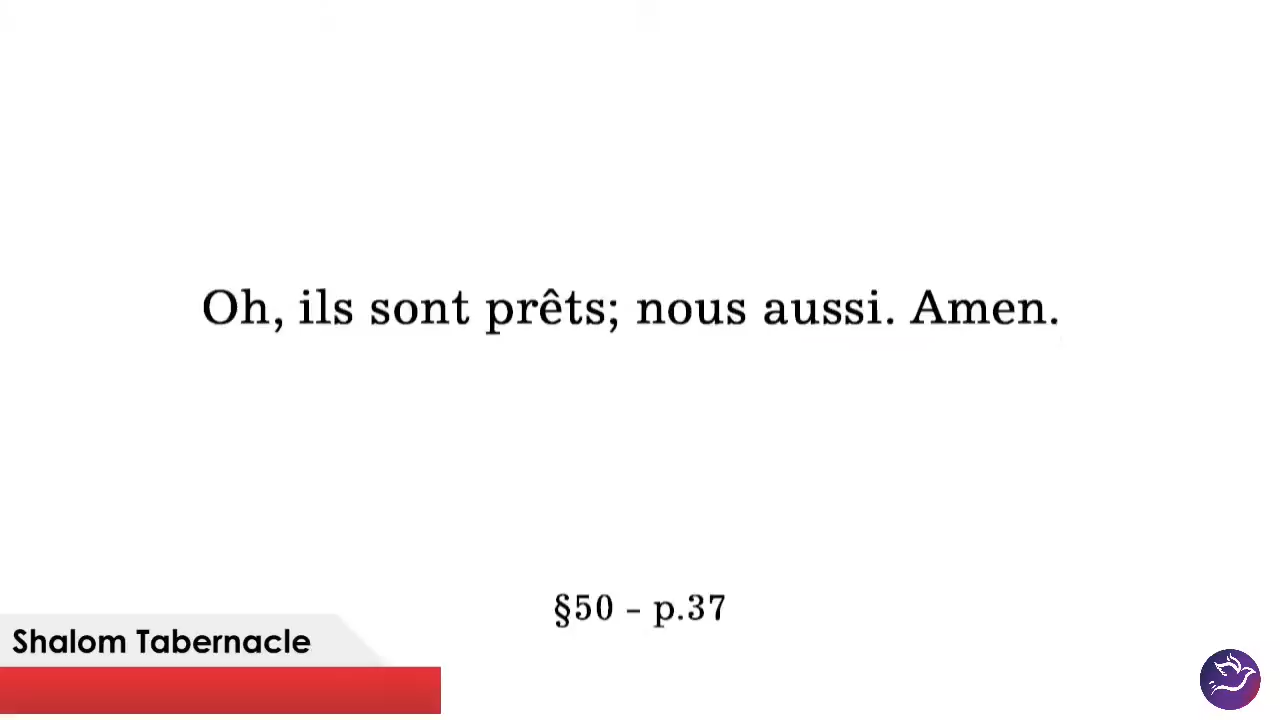 Oh, ils sont prêts; nous aussi. Amen.
§50 – p.37
Shalom Tabernacle